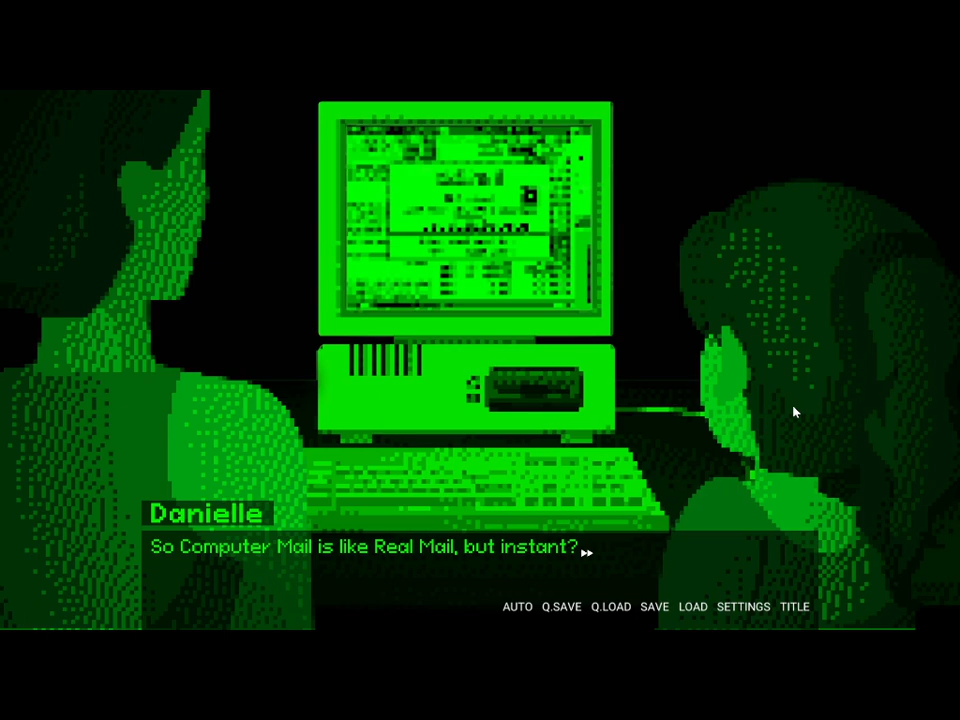 Danielle
So Computer Mail is like Real Mail, but instant?
AUTO Q.SAVE Q.LOAD SAVE LOAD SETTINGS TITLE